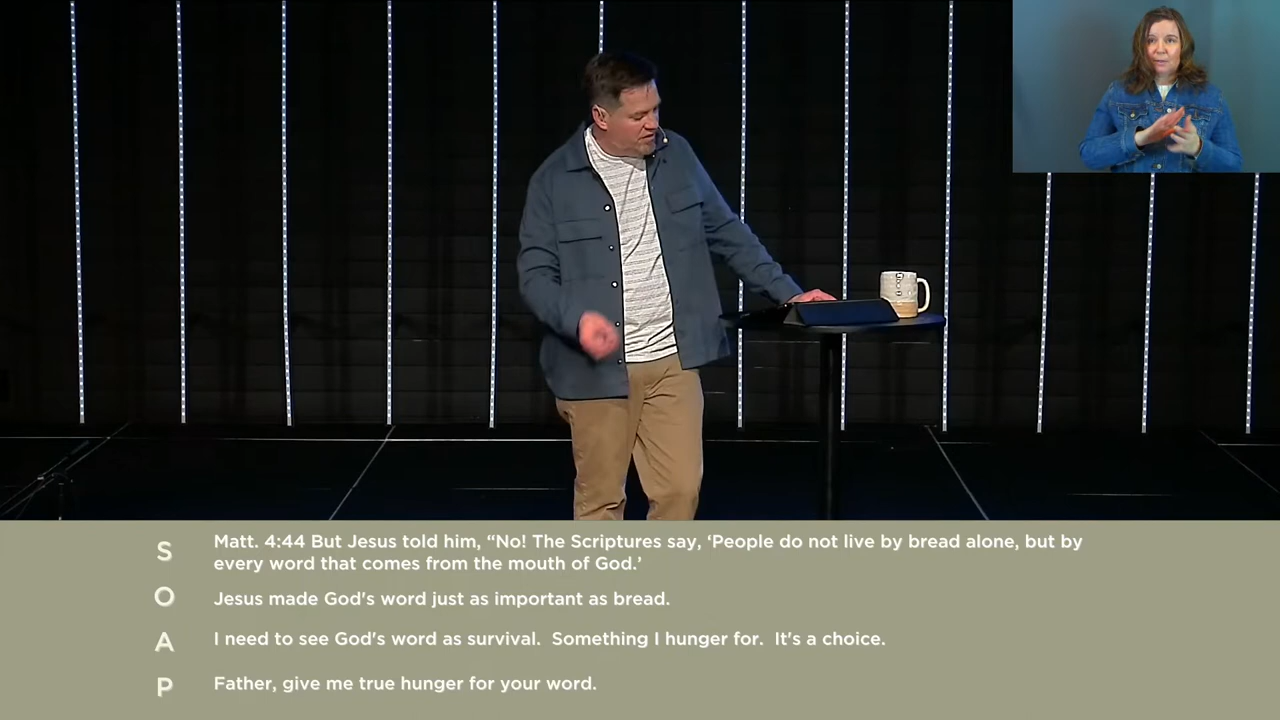 S
Matt. 4:44 But Jesus told him, “No! The Scriptures say, ‘People do not live by bread alone, but by
every word that comes from the mouth of God.’
O
Jesus made God's word just as important as bread.
A
I need to see God's word as survival.  Something I hunger for.  It's a choice.
P
Father, give me true hunger for your word.